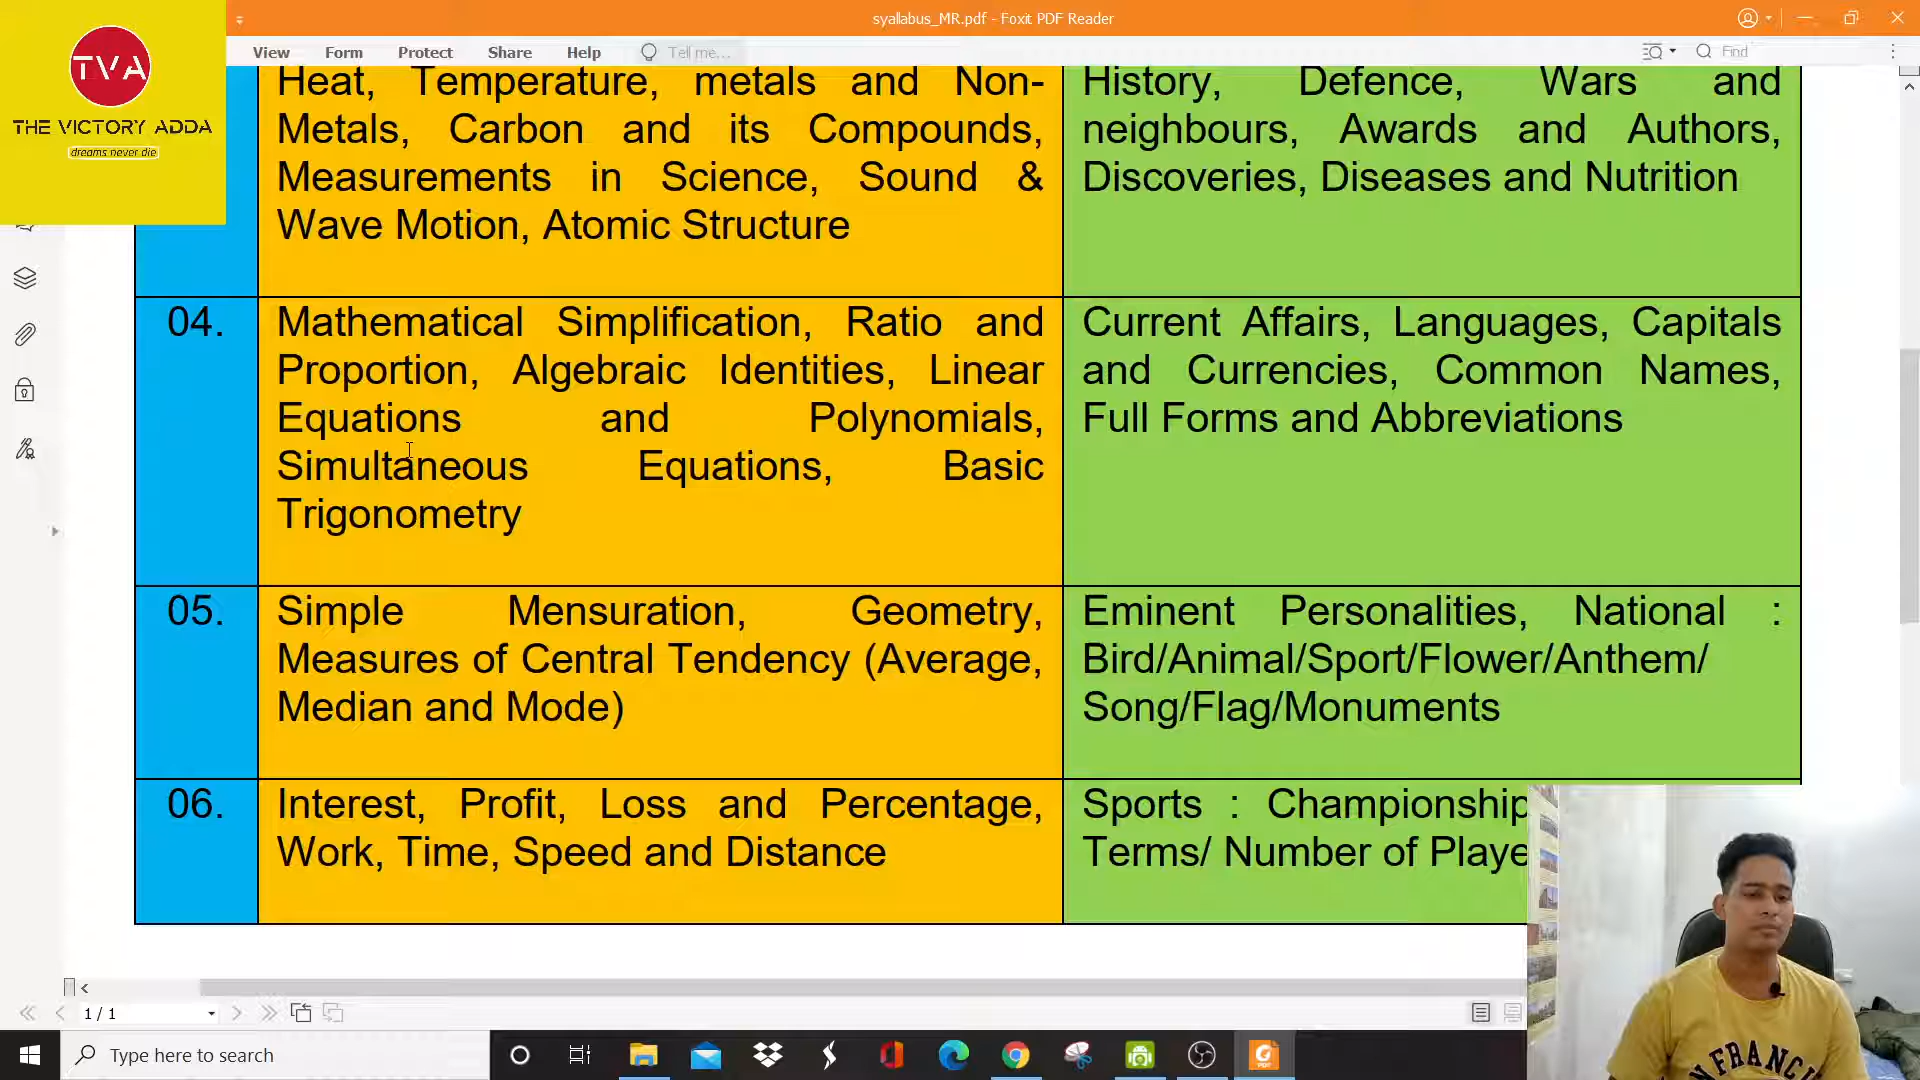 syallabus_MR.pdf - Foxit PDF Reader
TVA
THE VICTORY ADDA
dreams never die
View Form Protect Share Help Tell me... Find
Heat, Temperature, metals and Non-
Metals, Carbon and its Compounds,
Measurements in Science, Sound &
Wave Motion, Atomic Structure
History, Defence, Wars and
neighbours, Awards and Authors,
Discoveries, Diseases and Nutrition
04.
Mathematical Simplification, Ratio and
Proportion, Algebraic Identities, Linear
Equations and Polynomials,
Simultaneous Equations, Basic
Trigonometry
Current Affairs, Languages, Capitals
and Currencies, Common Names,
Full Forms and Abbreviations
05.
Simple Mensuration, Geometry,
Measures of Central Tendency (Average,
Median and Mode)
Eminent Personalities, National :
Bird/Animal/Sport/Flower/Anthem/
Song/Flag/Monuments
06.
Interest, Profit, Loss and Percentage,
Work, Time, Speed and Distance
Sports : Championship
Terms/ Number of Playe
1 / 1
Type here to search